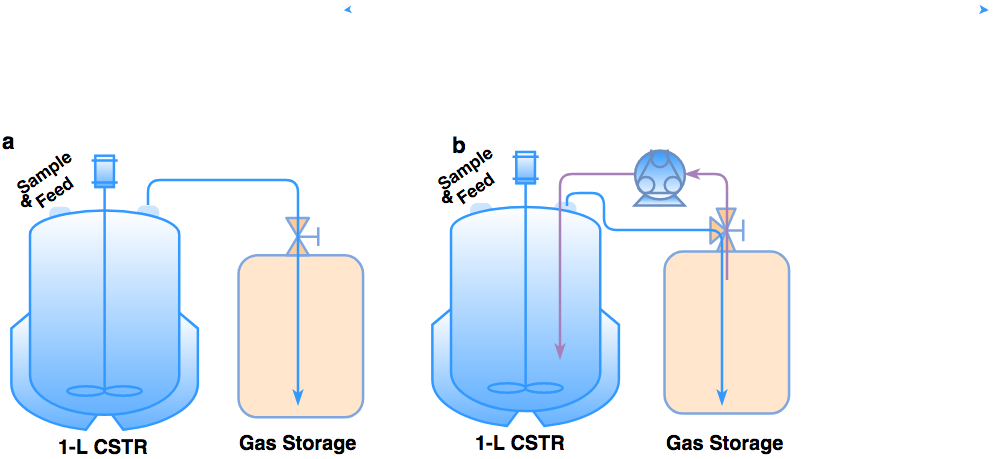 a
Sample
& Feed
1-L CSTR
Gas Storage
b
Sample
& Feed
1-L CSTR
Gas Storage